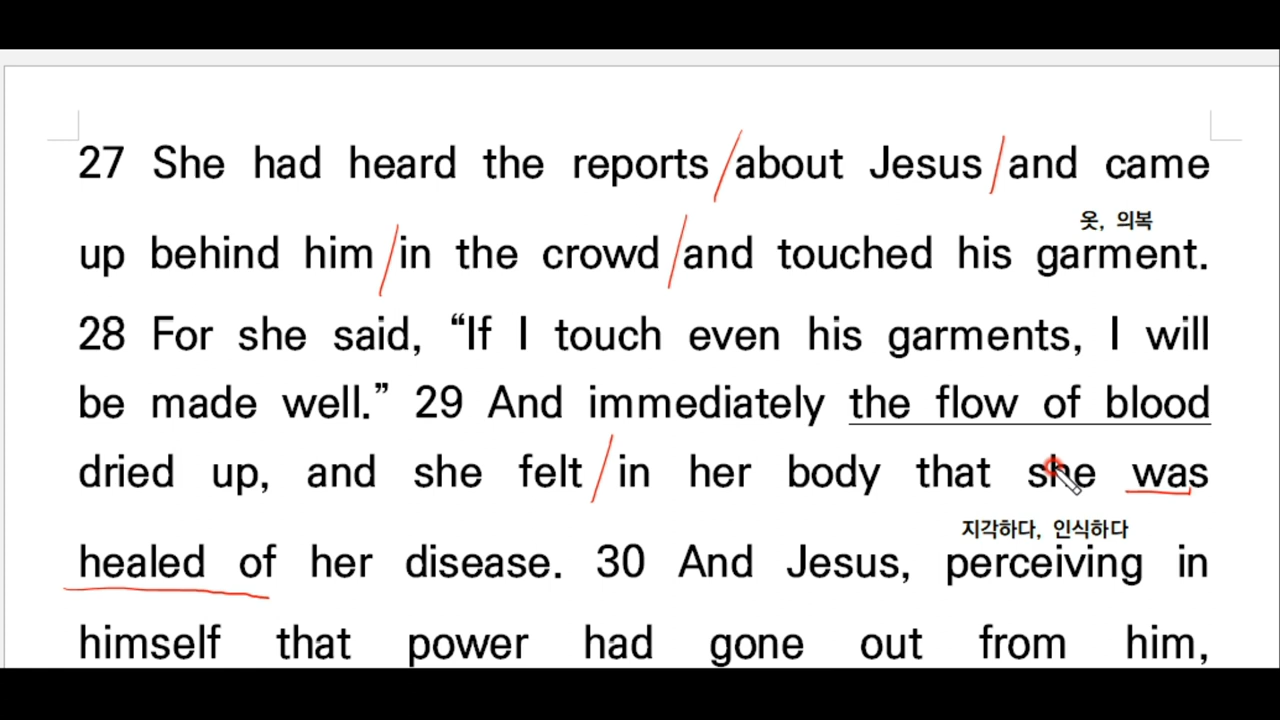 27 She had heard the reports about Jesus and came
옷, 의복
up behind him in the crowd and touched his garment.
28 For she said, “If I touch even his garments, I will
be made well.” 29 And immediately the flow of blood
dried up, and she felt in her body that she was
지각하다, 인식하다
healed of her disease. 30 And Jesus, perceiving in
himself that power had gone out from him,